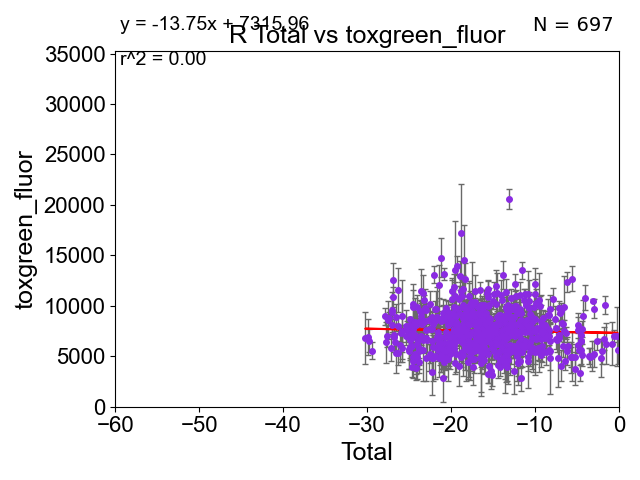 y = -13.75x + 7315.96
N = 697
R Total vs toxgreen_fluor
r^2 = 0.00
35000
30000
25000
20000
15000
10000
5000
0
toxgreen_fluor
−60 −50 −40 −30 −20 −10 0
Total